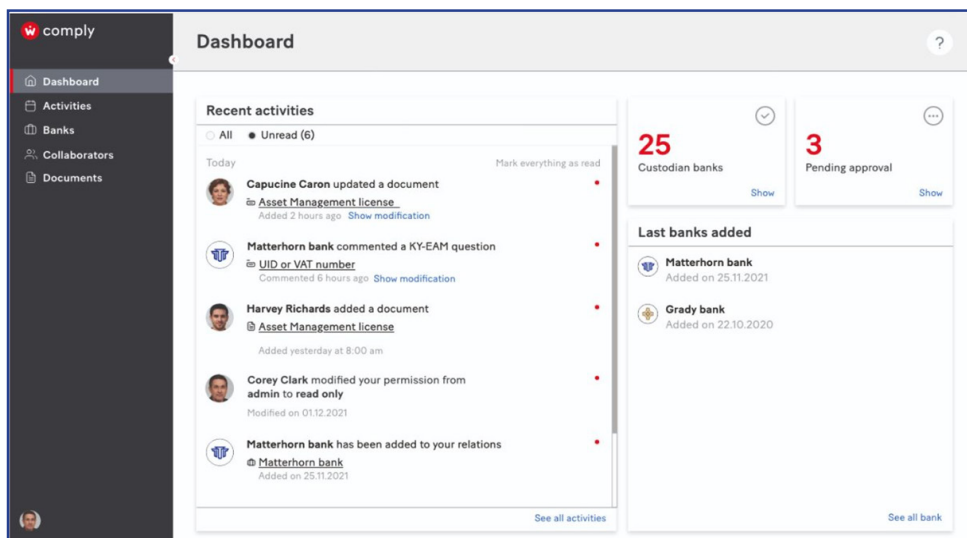 w comply
Dashboard
?
Dashboard
Activities
Banks
Collaborators
Documents
Recent activities
All Unread (6)
Today Mark everything as read
Capucine Caron updated a document
Asset Management license
Added 2 hours ago Show modification
Matterhorn bank commented a KY-EAM question
UID or VAT number
Commented 6 hours ago Show modification
Harvey Richards added a document
Asset Management license
Added yesterday at 8:00 am
Corey Clark modified your permission from
admin to read only
Modified on 01.12.2021
Matterhorn bank has been added to your relations
Matterhorn bank
Added on 25.11.2021
See all activities
25
Custodian banks
Show
3
Pending approval
Show
Last banks added
Matterhorn bank
Added on 25.11.2021
Grady bank
Added on 22.10.2020
See all bank